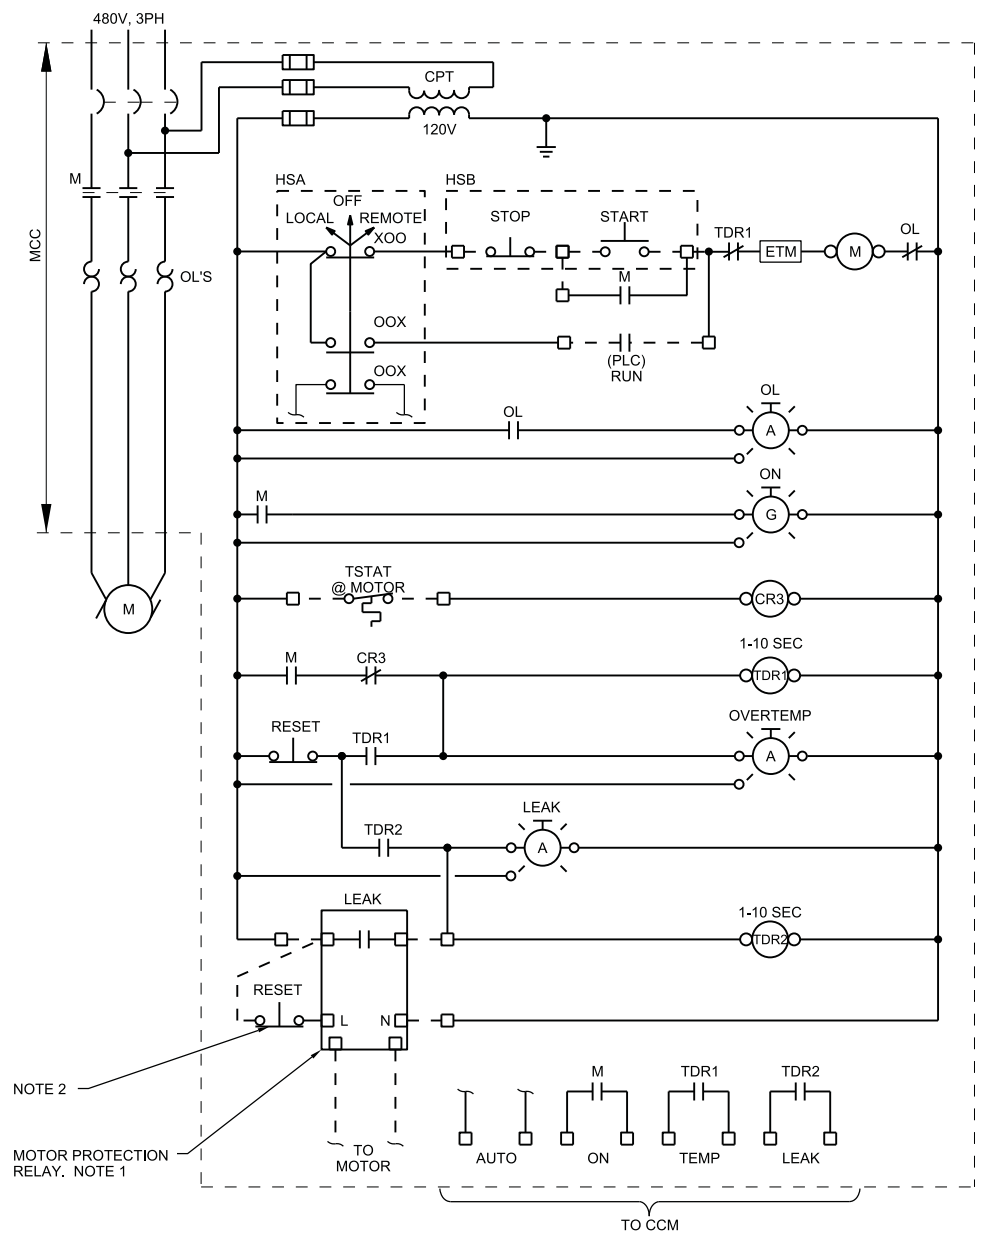 480V, 3PH
CPT
120V
MCC
M
OL'S
M
HSA
OFF
LOCAL
REMOTE
XOO
OOX
OOX
HSB
STOP
START
M
TDR1
ETM
M
OL
(PLC)
RUN
OL
OL
A
M
ON
G
TSTAT
@ MOTOR
CR3
M
CR3
1-10 SEC
TDR1
RESET
TDR1
OVERTEMP
A
TDR2
LEAK
A
LEAK
1-10 SEC
TDR2
RESET
L
N
NOTE 2
MOTOR PROTECTION
RELAY. NOTE 1
TO
MOTOR
AUTO
M
ON
TDR1
TEMP
TDR2
LEAK
TO CCM